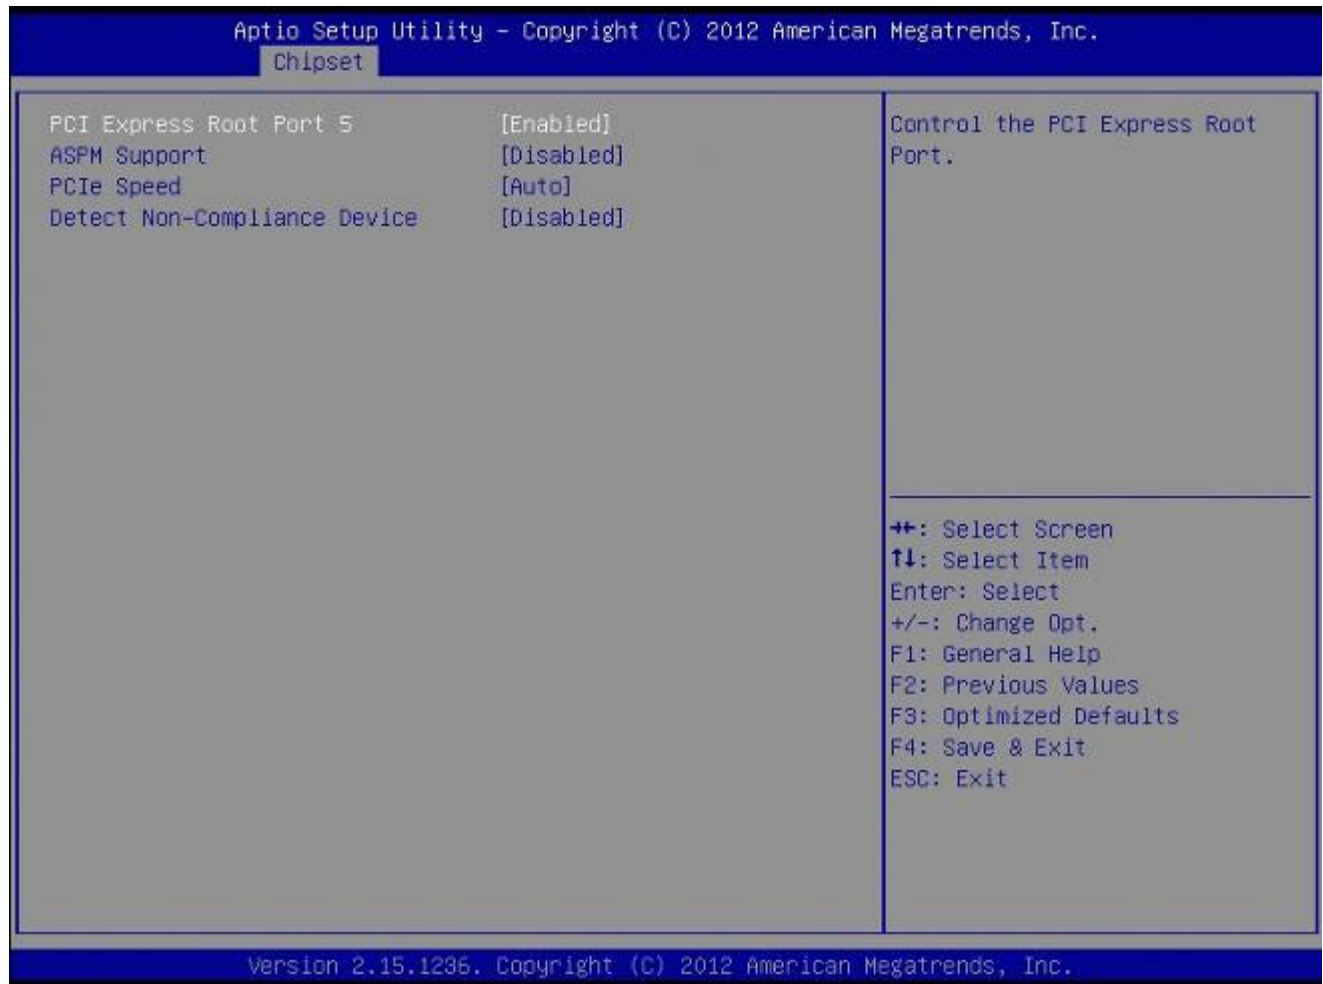 Aptio Setup Utility – Copyright (C) 2012 American Megatrends, Inc.
Chipset
PCI Express Root Port 5 [Enabled]
ASPM Support [Disabled]
PCIe Speed [Auto]
Detect Non-Compliance Device [Disabled]
Control the PCI Express Root
Port.
→←: Select Screen
↑↓: Select Item
Enter: Select
+/-: Change Opt.
F1: General Help
F2: Previous Values
F3: Optimized Defaults
F4: Save & Exit
ESC: Exit
Version 2.15.1236. Copyright (C) 2012 American Megatrends, Inc.